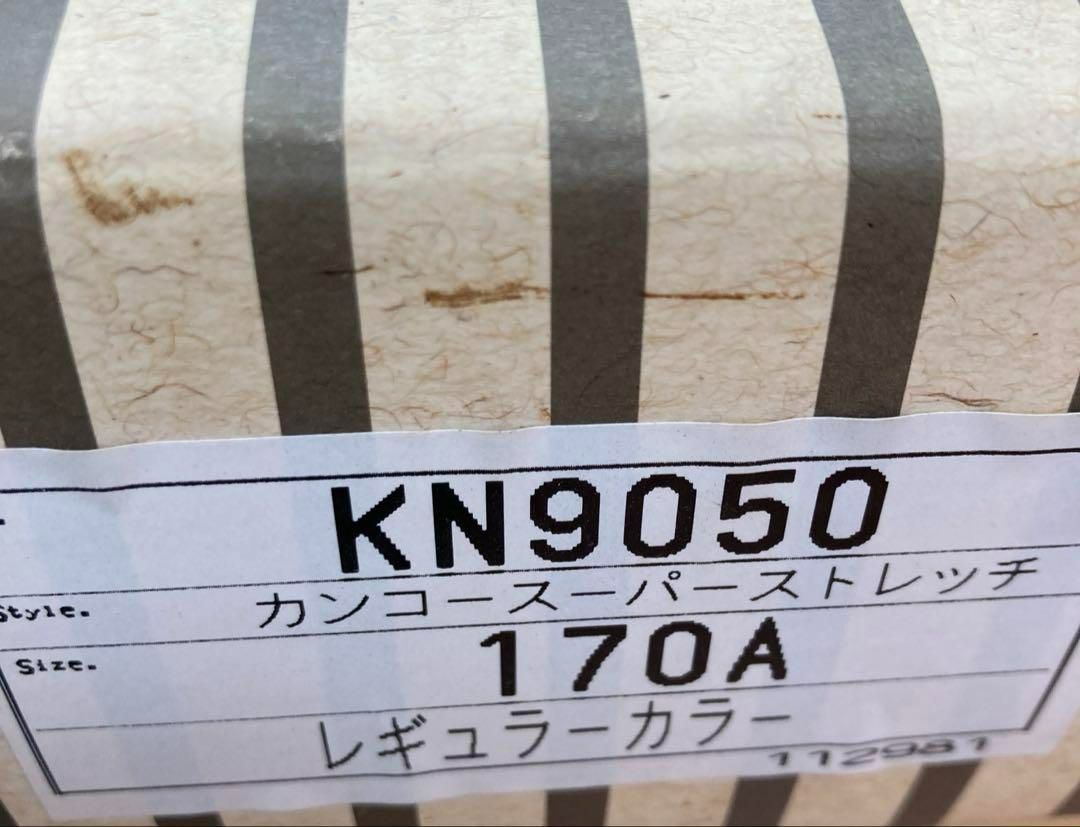 KN9050
Style.
カンコースーパーストレッチ
Size.
170A
レギュラーカラー
112981